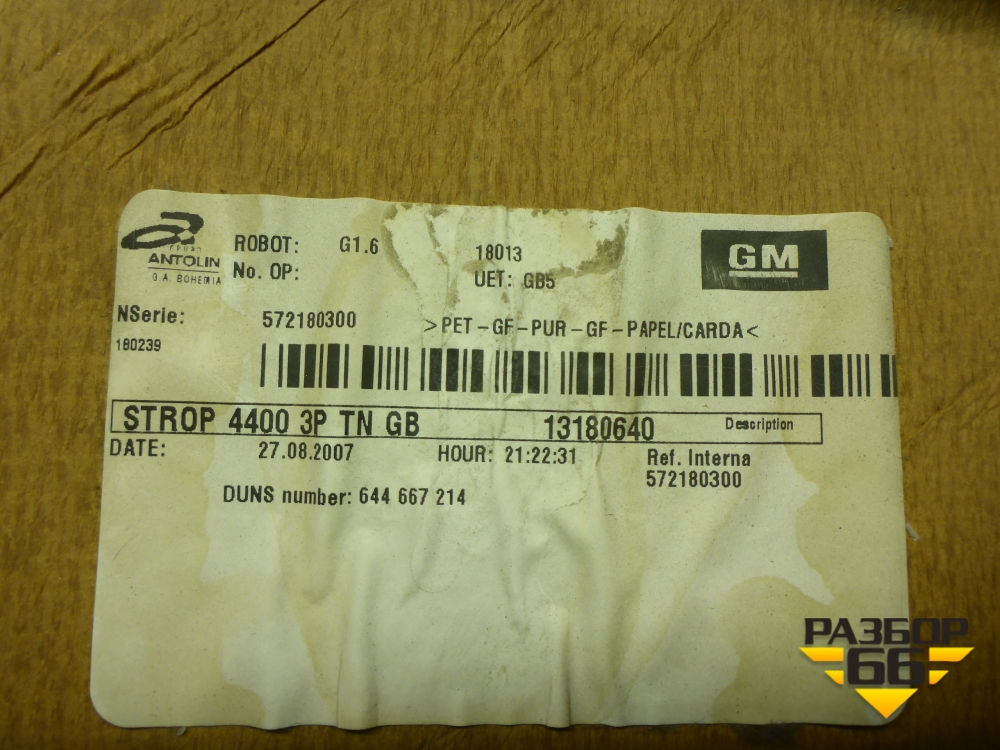 GRUPO
ANTOLIN
G.A. BOHEMIA
ROBOT: G1.6
No. OP:
18013
UET: GB5
GM
NSerie: 572180300
>PET-GF-PUR-GF-PAPEL/CARDA<
180239
STROP 4400 3P TN GB 13180640 Description
DATE: 27.08.2007 HOUR: 21:22:31 Ref. Interna
572180300
DUNS number: 644 667 214
РАЗБОР
66